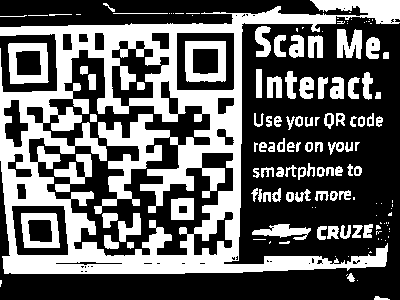 Scan Me.
Interact.
Use your QR code
reader on your
smartphone to
find out more.
CRUZE